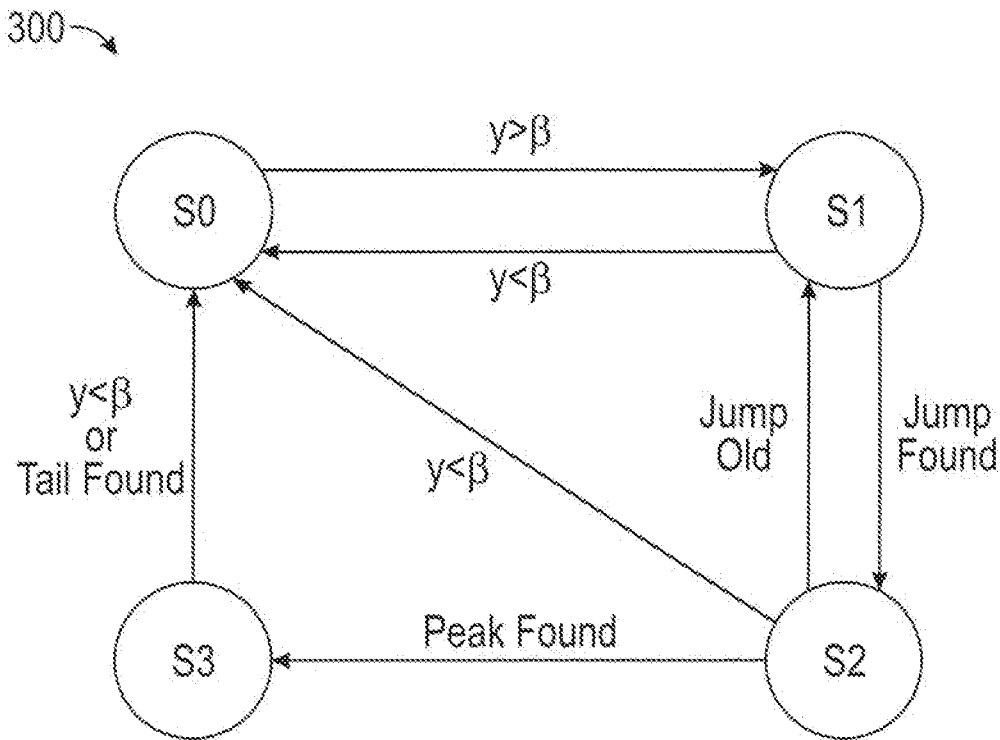 300
y>β
S0
S1
y<β
y<β
or
Tail Found
y<β
Jump
Old
Jump
Found
Peak Found
S3
S2